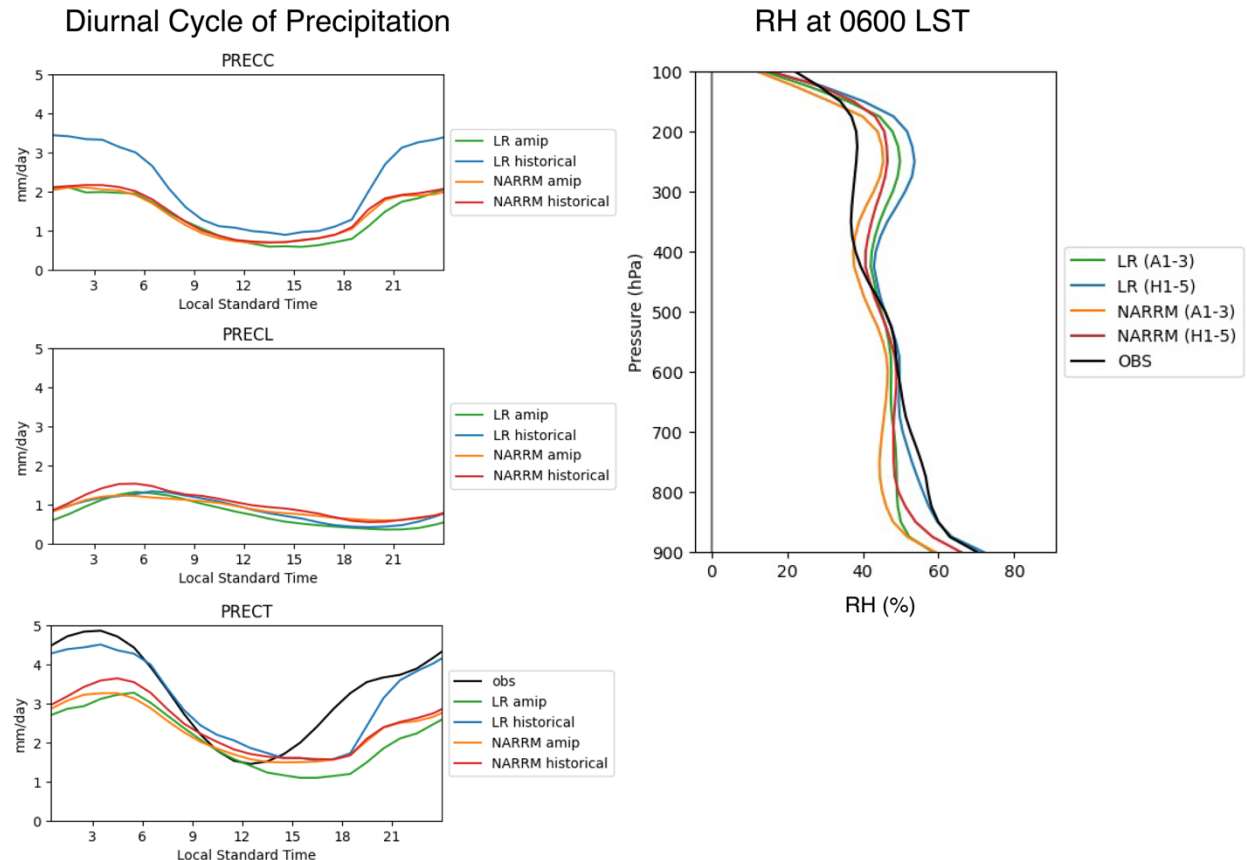 Diurnal Cycle of Precipitation
PRECC
5
4
3
2
1
0
mm/day
3 6 9 12 15 18 21
Local Standard Time
LR amip
LR historical
NARRM amip
NARRM historical
PRECL
5
4
3
2
1
0
mm/day
3 6 9 12 15 18 21
Local Standard Time
LR amip
LR historical
NARRM amip
NARRM historical
PRECT
5
4
3
2
1
0
mm/day
3 6 9 12 15 18 21
Local Standard Time
obs
LR amip
LR historical
NARRM amip
NARRM historical
RH at 0600 LST
100
200
300
400
500
600
700
800
900
Pressure (hPa)
0 20 40 60 80
RH (%)
LR (A1-3)
LR (H1-5)
NARRM (A1-3)
NARRM (H1-5)
OBS